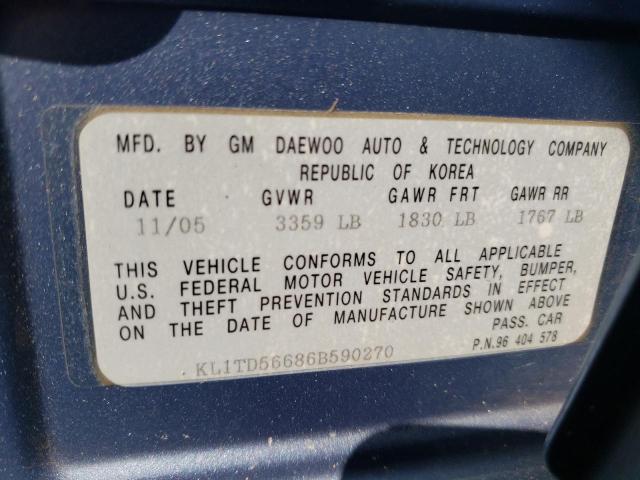 MFD. BY GM DAEWOO AUTO & TECHNOLOGY COMPANY
REPUBLIC OF KOREA
DATE GVWR GAWR FRT GAWR RR
11/05 3359 LB 1830 LB 1767 LB
THIS VEHICLE CONFORMS TO ALL APPLICABLE
U.S. FEDERAL MOTOR VEHICLE SAFETY, BUMPER,
AND THEFT PREVENTION STANDARDS IN EFFECT
ON THE DATE OF MANUFACTURE SHOWN ABOVE
PASS. CAR
KL1TD56686B590270
P.N.96 404 578